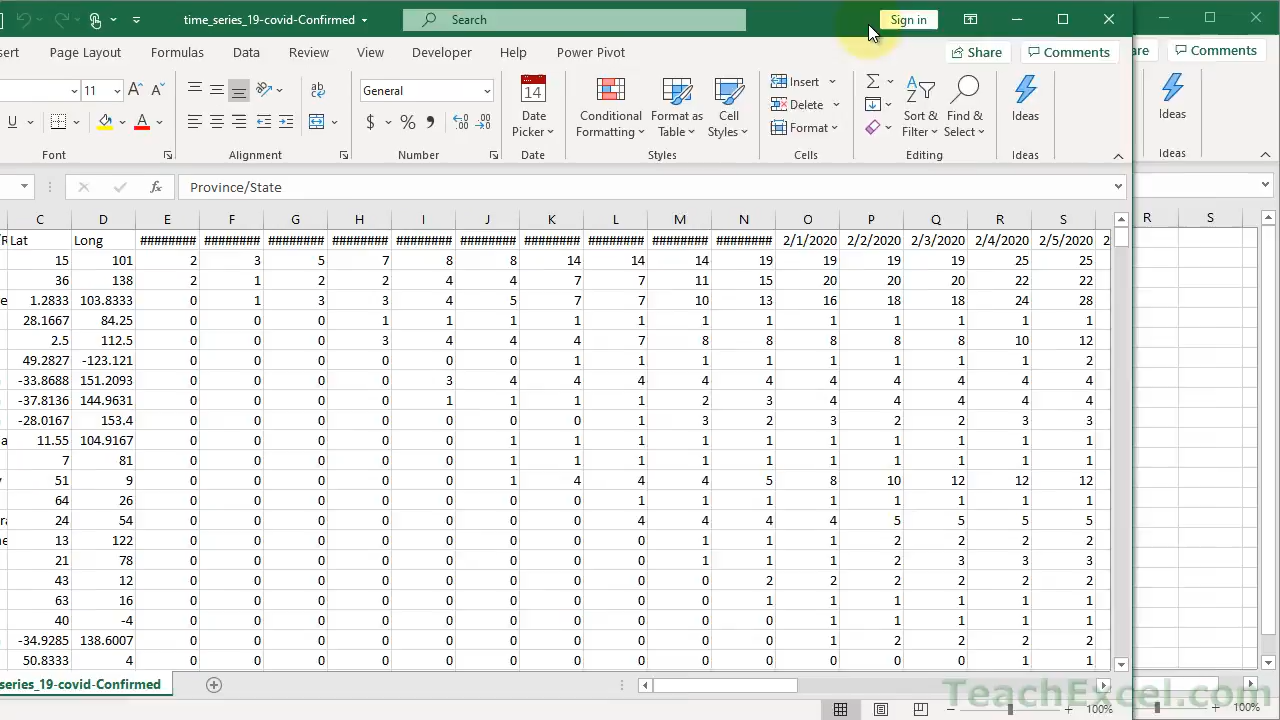 time_series_19-covid-Confirmed Search Sign in
sert Page Layout Formulas Data Review View Developer Help Power Pivot Share Comments are Comments
11 A A ab General Insert Sort & Find & Ideas Ideas
U A $ % 9 Date Conditional Format as Cell Delete Filter Select
Picker Formatting Table Styles Format
Font Alignment Number Date Styles Cells Editing Ideas Ideas
fx Province/State
C D E F G H I J K L M N O P Q R S R S
/R Lat Long ######## ######## ######## ######## ######## ######## ######## ######## ######## ######## 2/1/2020 2/2/2020 2/3/2020 2/4/2020 2/5/2020 2
15 101 2 3 5 7 8 8 14 14 14 19 19 19 19 25 25
36 138 2 1 2 2 4 4 7 7 11 15 20 20 20 22 22
e 1.2833 103.8333 0 1 3 3 4 5 7 7 10 13 16 18 18 24 28
28.1667 84.25 0 0 0 1 1 1 1 1 1 1 1 1 1 1 1
2.5 112.5 0 0 0 3 4 4 4 7 8 8 8 8 8 10 12
49.2827 -123.121 0 0 0 0 0 0 1 1 1 1 1 1 1 1 2
-33.8688 151.2093 0 0 0 0 3 4 4 4 4 4 4 4 4 4 4
-37.8136 144.9631 0 0 0 0 1 1 1 1 2 3 4 4 4 4 4
-28.0167 153.4 0 0 0 0 0 0 0 1 3 2 3 2 2 3 3
a 11.55 104.9167 0 0 0 0 0 1 1 1 1 1 1 1 1 1 1
7 81 0 0 0 0 0 1 1 1 1 1 1 1 1 1 1
y 51 9 0 0 0 0 0 1 4 4 4 5 8 10 12 12 12
64 26 0 0 0 0 0 0 0 1 1 1 1 1 1 1 1
ra 24 54 0 0 0 0 0 0 0 4 4 4 4 5 5 5 5
ne 13 122 0 0 0 0 0 0 0 0 1 1 1 2 2 2 2
21 78 0 0 0 0 0 0 0 0 1 1 1 2 3 3 3
43 12 0 0 0 0 0 0 0 0 0 2 2 2 2 2 2
63 16 0 0 0 0 0 0 0 0 0 1 1 1 1 1 1
40 -4 0 0 0 0 0 0 0 0 0 0 1 1 1 1 1
-34.9285 138.6007 0 0 0 0 0 0 0 0 0 0 1 2 2 2 2
50.8333 4 0 0 0 0 0 0 0 0 0 0 0 0 0 1 1
series_19-covid-Confirmed
TeachExcel.com
100% 100%